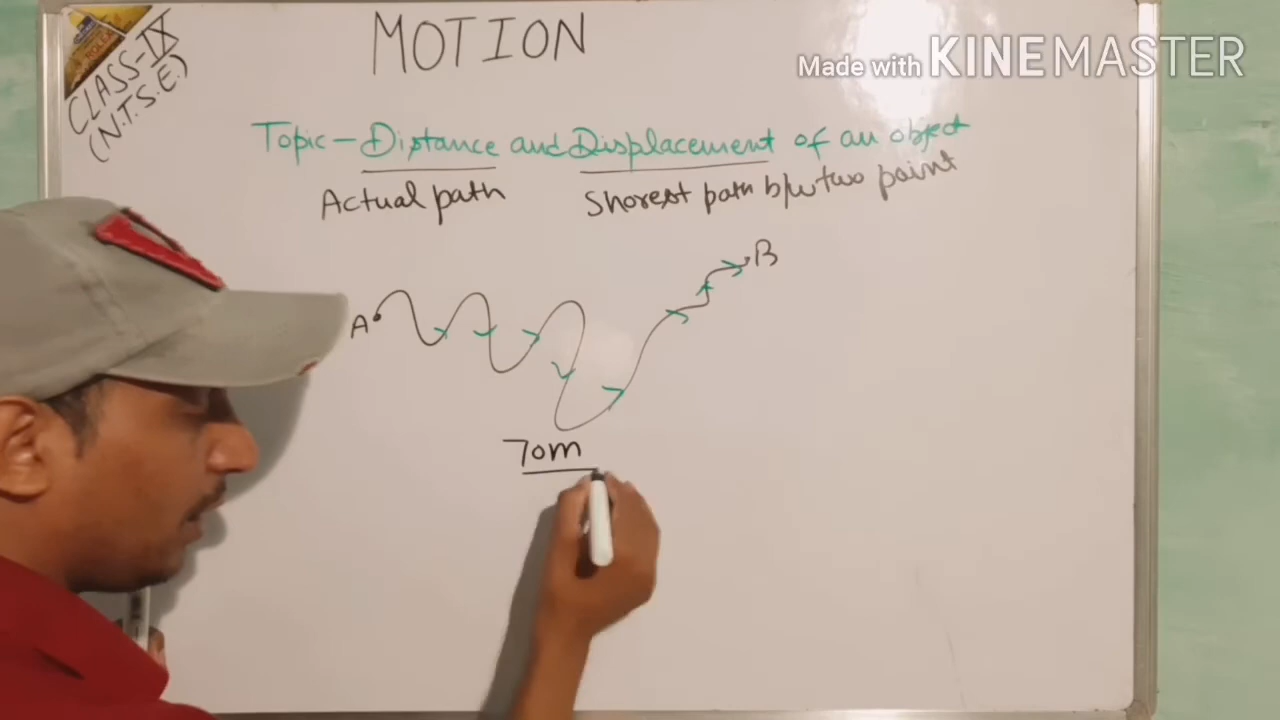 MOTION
Made with KINEMASTER
CLASS-IX
(N.T.S.E.)
Topic - Distance and Displacement of an object
Actual path
Shorest path b/w two point
B
A
70m